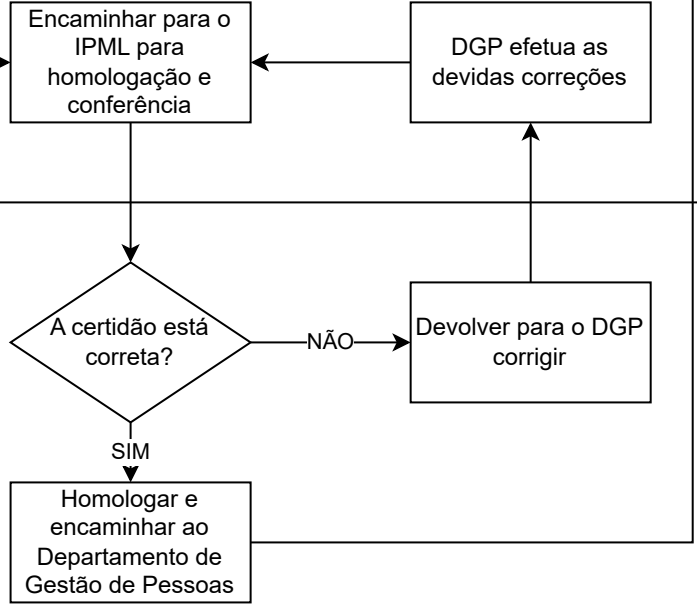 Encaminhar para o
IPML para
homologação e
conferência
DGP efetua as
devidas correções
A certidão está
correta?
NÃO
Devolver para o DGP
corrigir
SIM
Homologar e
encaminhar ao
Departamento de
Gestão de Pessoas